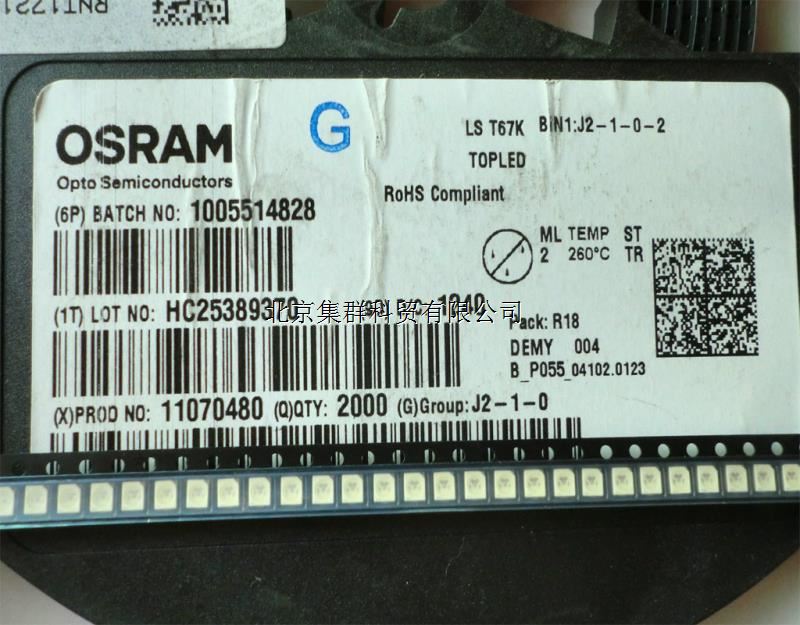 RNT1721
OSRAM
Opto Semiconductors
G
LS T67K BIN1:J2-1-0-2
TOPLED
RoHS Compliant
(6P) BATCH NO: 1005514828
ML TEMP ST
2 260°C TR
(1T) LOT NO: HC25389370
北京集群科贸有限公司
Pack: R18
DEMY 004
B_P055_04102.0123
(X)PROD NO: 11070480 (Q)QTY: 2000 (G)Group:J2-1-0